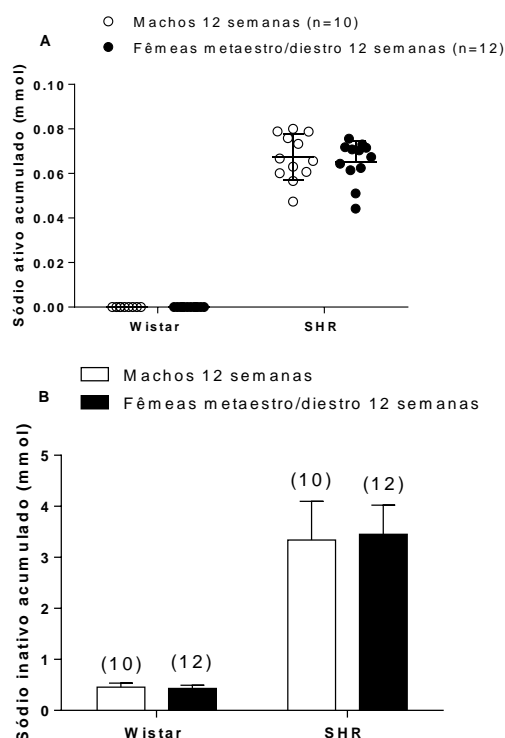 Machos 12 semanas (n=10)
A
Fêmeas metaestro/diestro 12 semanas (n=12)
Sódio ativo acumulado (mmol)
0.10
0.08
0.06
0.04
0.02
0.00
Wistar SHR
Machos 12 semanas
B
Fêmeas metaestro/diestro 12 semanas
Sódio inativo acumulado (mmol)
5
4
3
2
1
0
(10) (12)
(10) (12)
Wistar SHR